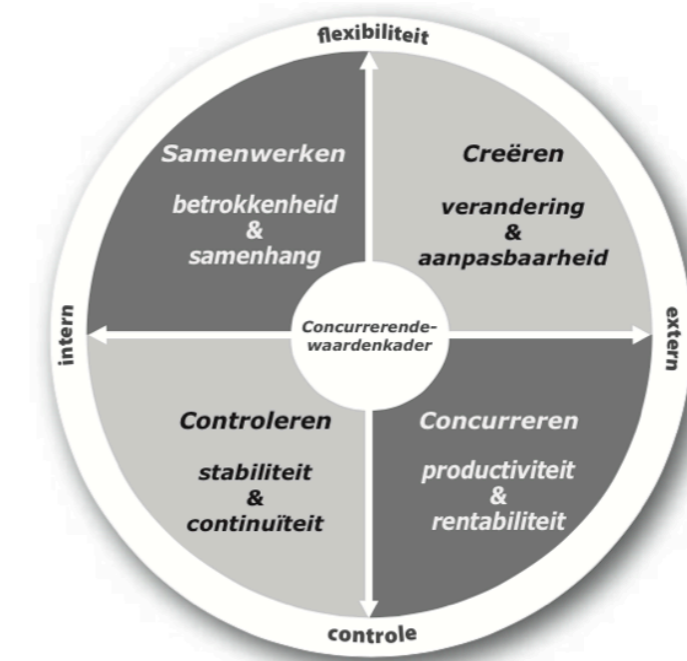 flexibiliteit
Samenwerken
betrokkenheid
&
samenhang
Creëren
verandering
&
aanpasbaarheid
intern
Concurrerende-
waardenkader
extern
Controleren
stabiliteit
&
continuïteit
Concurreren
productiviteit
&
rentabiliteit
controle